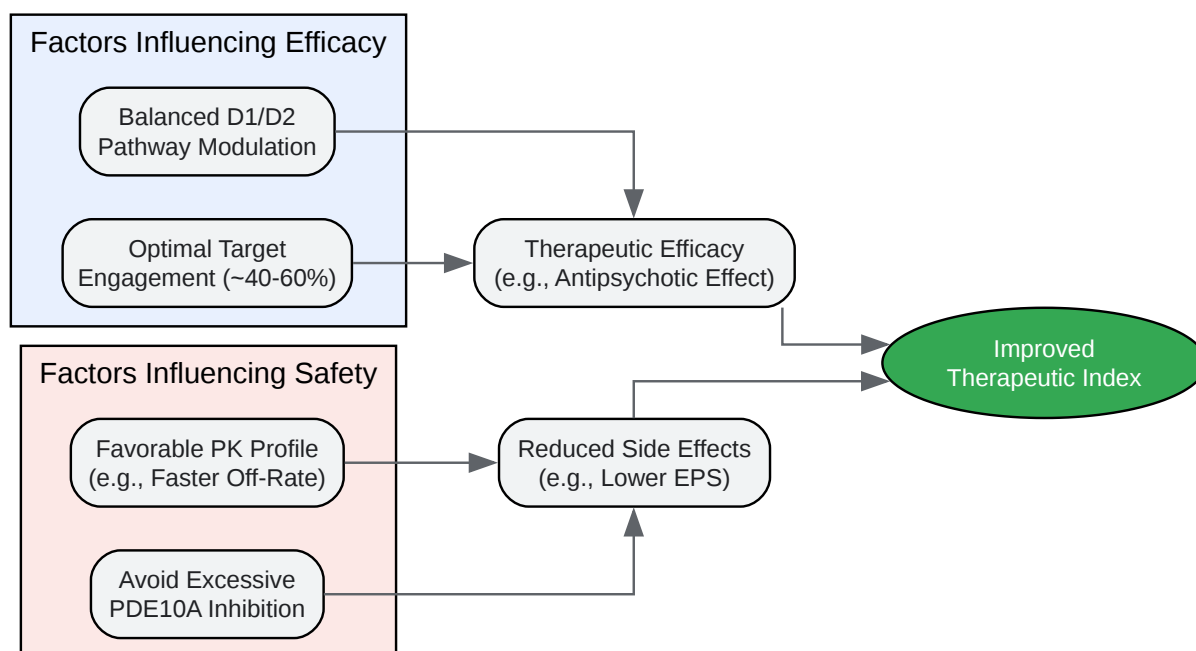 Factors Influencing Efficacy
Balanced D1/D2
Pathway Modulation
Optimal Target
Engagement (~40-60%)
Therapeutic Efficacy
(e.g., Antipsychotic Effect)
Factors Influencing Safety
Favorable PK Profile
(e.g., Faster Off-Rate)
Avoid Excessive
PDE10A Inhibition
Reduced Side Effects
(e.g., Lower EPS)
Improved
Therapeutic Index